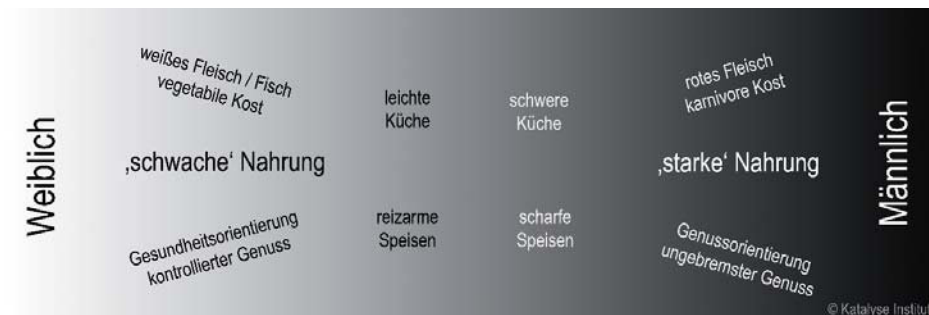 Weiblich
weißes Fleisch / Fisch
vegetabile Kost
‚schwache‘ Nahrung
Gesundheitsorientierung
kontrollierter Genuss
leichte
Küche
reizarme
Speisen
schwere
Küche
scharfe
Speisen
rotes Fleisch
karnivore Kost
‚starke‘ Nahrung
Genussorientierung
ungebremster Genuss
Männlich
© Katalyse Institut